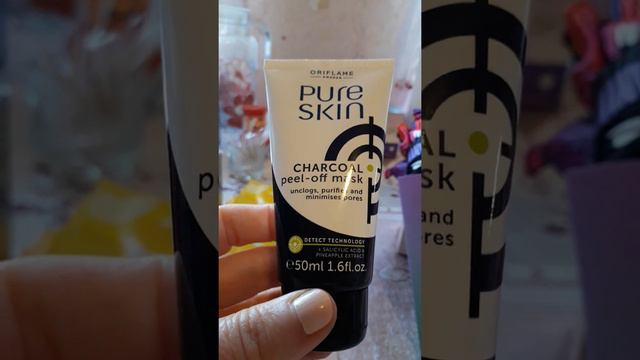 ORIFLAME
SWEDEN
PURE
SKIN
CHARCOAL
peel-off mask
unclogs, purifies and
minimises pores
DETECT TECHNOLOGY
+ SALICYLIC ACID &
PINEAPPLE EXTRACT
℮50ml 1.6fl.oz.